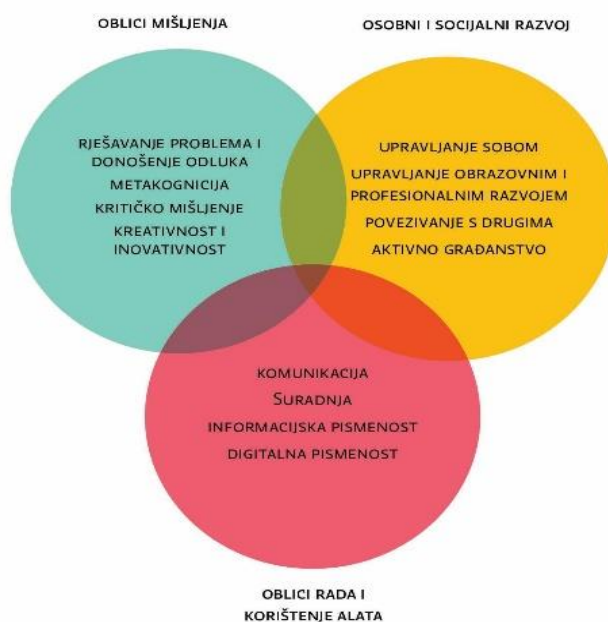 OBLICI MIŠLJENJA
OSOBNI I SOCIJALNI RAZVOJ
RJEŠAVANJE PROBLEMA I
DONOŠENJE ODLUKA
METAKOGNICIJA
KRITIČKO MIŠLJENJE
KREATIVNOST I
INOVATIVNOST
UPRAVLJANJE SOBOM
UPRAVLJANJE OBRAZOVNIM I
PROFESIONALNIM RAZVOJEM
POVEZIVANJE S DRUGIMA
AKTIVNO GRAĐANSTVO
KOMUNIKACIJA
SURADNJA
INFORMACIJSKA PISMENOST
DIGITALNA PISMENOST
OBLICI RADA I
KORIŠTENJE ALATA